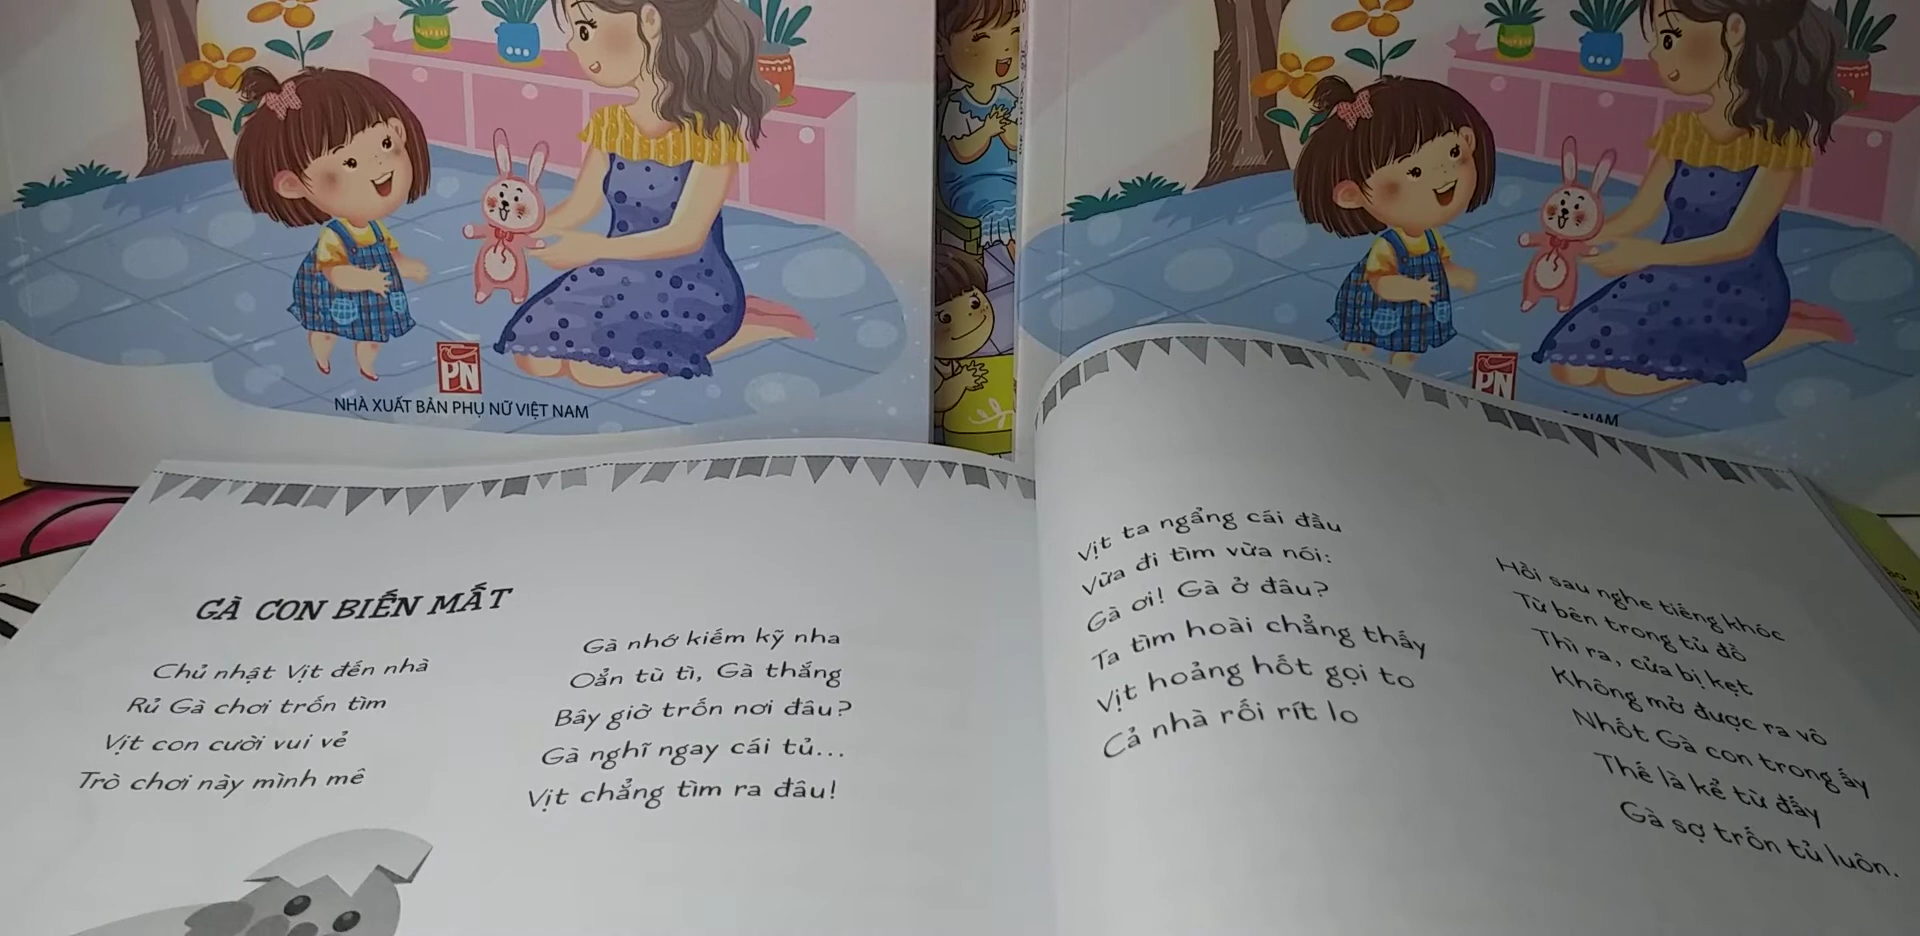 PN
NHÀ XUẤT BẢN PHỤ NỮ VIỆT NAM
PN
NAM
GÀ CON BIẾN MẤT
Chủ nhật Vịt đến nhà
Rủ Gà chơi trốn tìm
Vịt con cười vui vẻ
Trò chơi này mình mê
Gà nhớ kiếm kỹ nha
Oẳn tù tì, Gà thắng
Bây giờ trốn nơi đâu?
Gà nghĩ ngay cái tủ...
Vịt chẳng tìm ra đâu!
Vịt ta ngẩng cái đầu
Vừa đi tìm vừa nói:
Gà ơi! Gà ở đâu?
Ta tìm hoài chẳng thấy
Vịt hoảng hốt gọi to
Cả nhà rối rít lo
Hồi sau nghe tiếng khóc
Từ bên trong tủ đồ
Thì ra, cửa bị kẹt
Không mở được ra vô
Nhốt Gà con trong ấy
Thế là kể từ đấy
Gà sợ trốn tủ luôn.